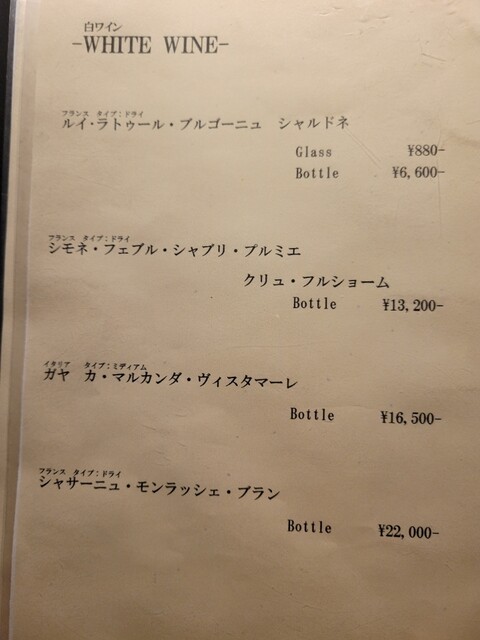 白ワイン
-WHITE WINE-
フランス タイプ:ドライ
ルイ・ラトゥール・ブルゴーニュ シャルドネ
Glass ¥880-
Bottle ¥6,600-
フランス タイプ:ドライ
シモネ・フェブル・シャブリ・プルミエ
クリュ・フルショーム
Bottle ¥13,200-
イタリア タイプ:ミディアム
ガヤ カ・マルカンダ・ヴィスタマーレ
Bottle ¥16,500-
フランス タイプ:ドライ
シャサーニュ・モンラッシェ・ブラン
Bottle ¥22,000-